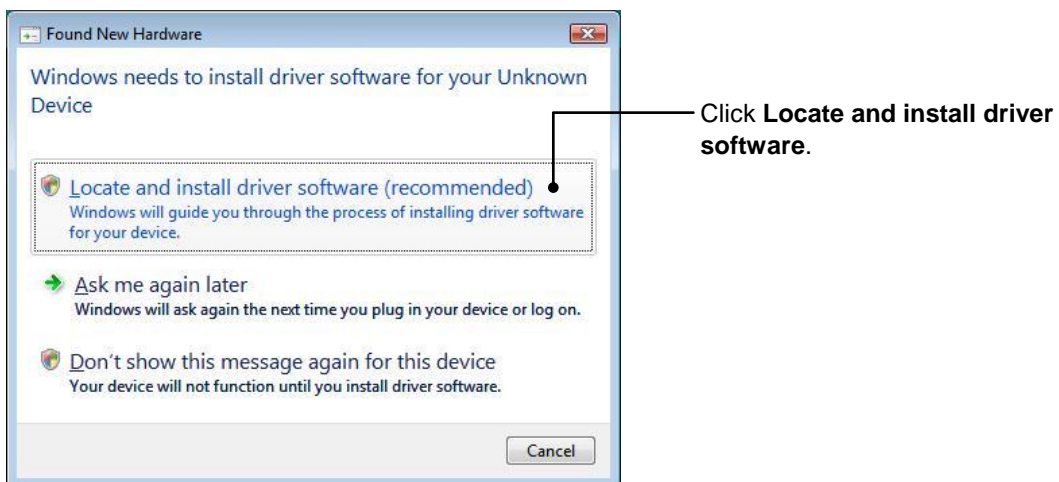 Found New Hardware
Windows needs to install driver software for your Unknown
Device
Locate and install driver software (recommended)
Windows will guide you through the process of installing driver software
for your device.
Ask me again later
Windows will ask again the next time you plug in your device or log on.
Don't show this message again for this device
Your device will not function until you install driver software.
Cancel
Click Locate and install driver
software.